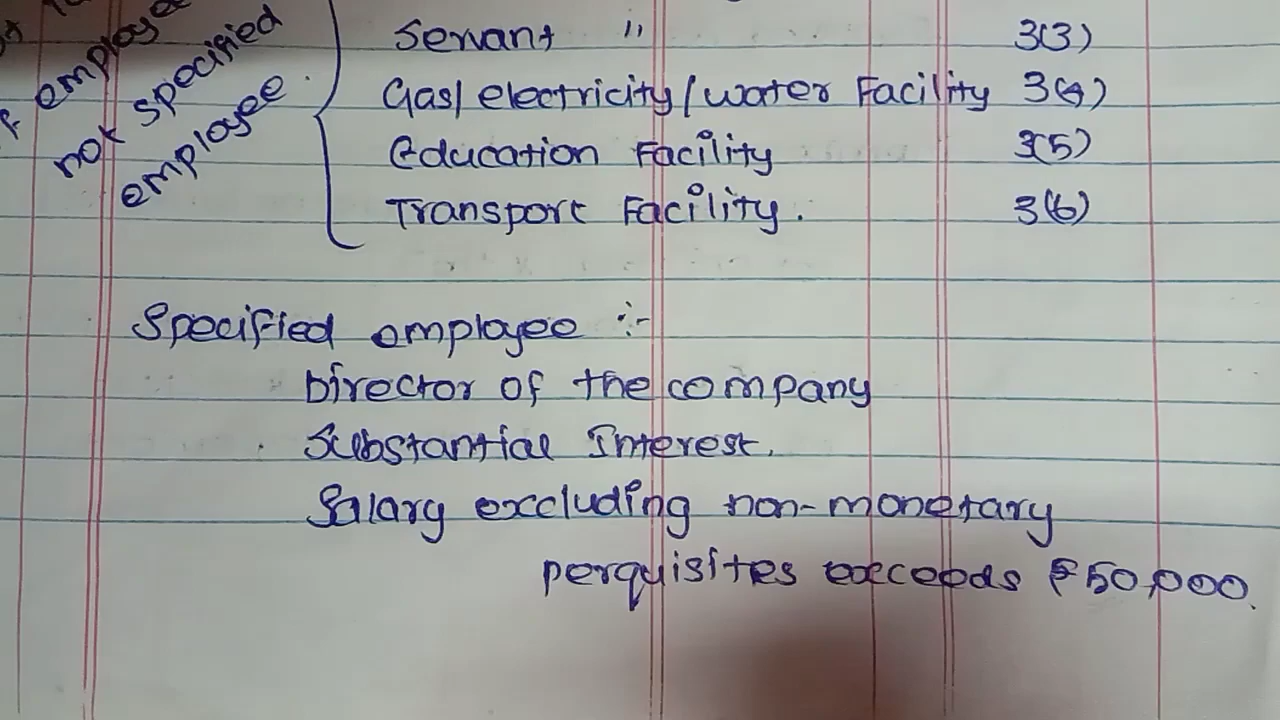 employe
not specified
employee.
Servant " 3(3)
Gas/electricity/water Facility 3(4)
Education Facility 3(5)
Transport Facility. 3(6)
Specified employee :-
Director of the company
Substantial Interest.
Salary excluding non-monetary
perquisites exceeds ₹50,000.